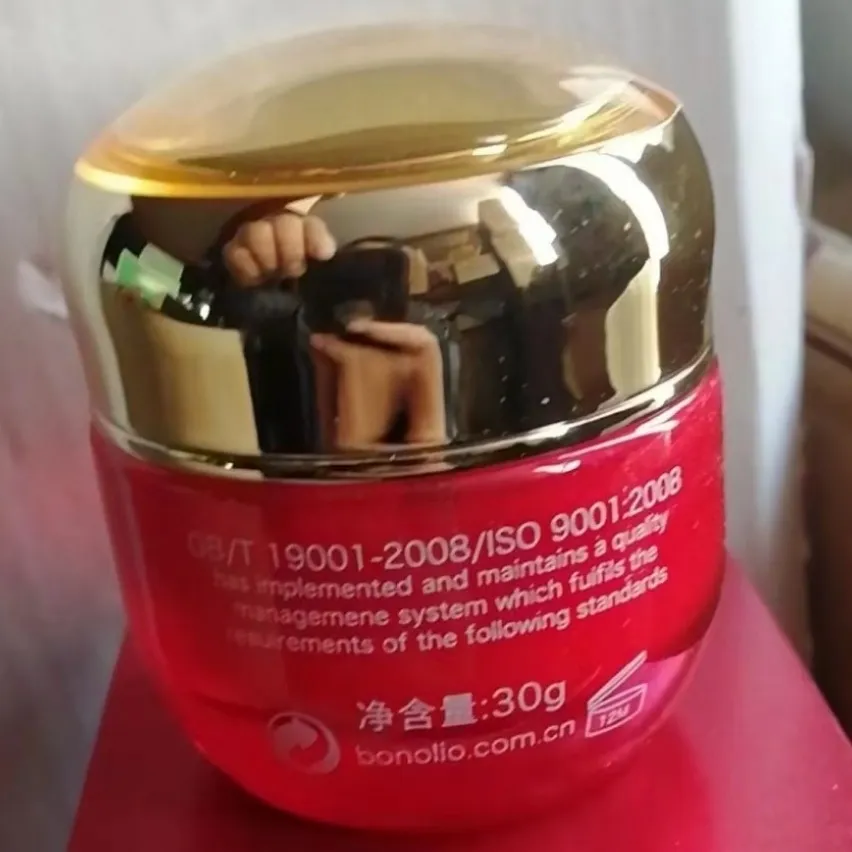 GB/T 19001-2008/ISO 9001:2008
has implemented and maintains a quality
managemene system which fulfils the
requirements of the following standards
净含量:30g
12M
bonolio.com.cn